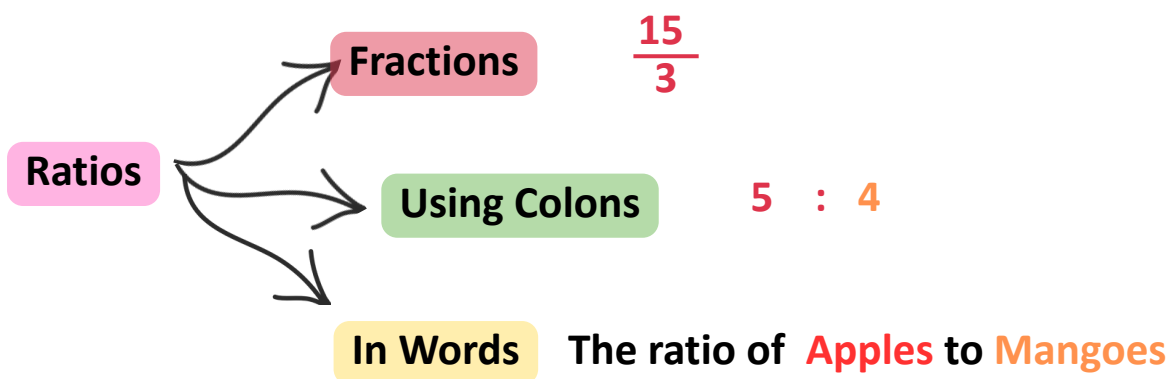 Fractions
15
3
Ratios
Using Colons 5 : 4
In Words The ratio of Apples to Mangoes